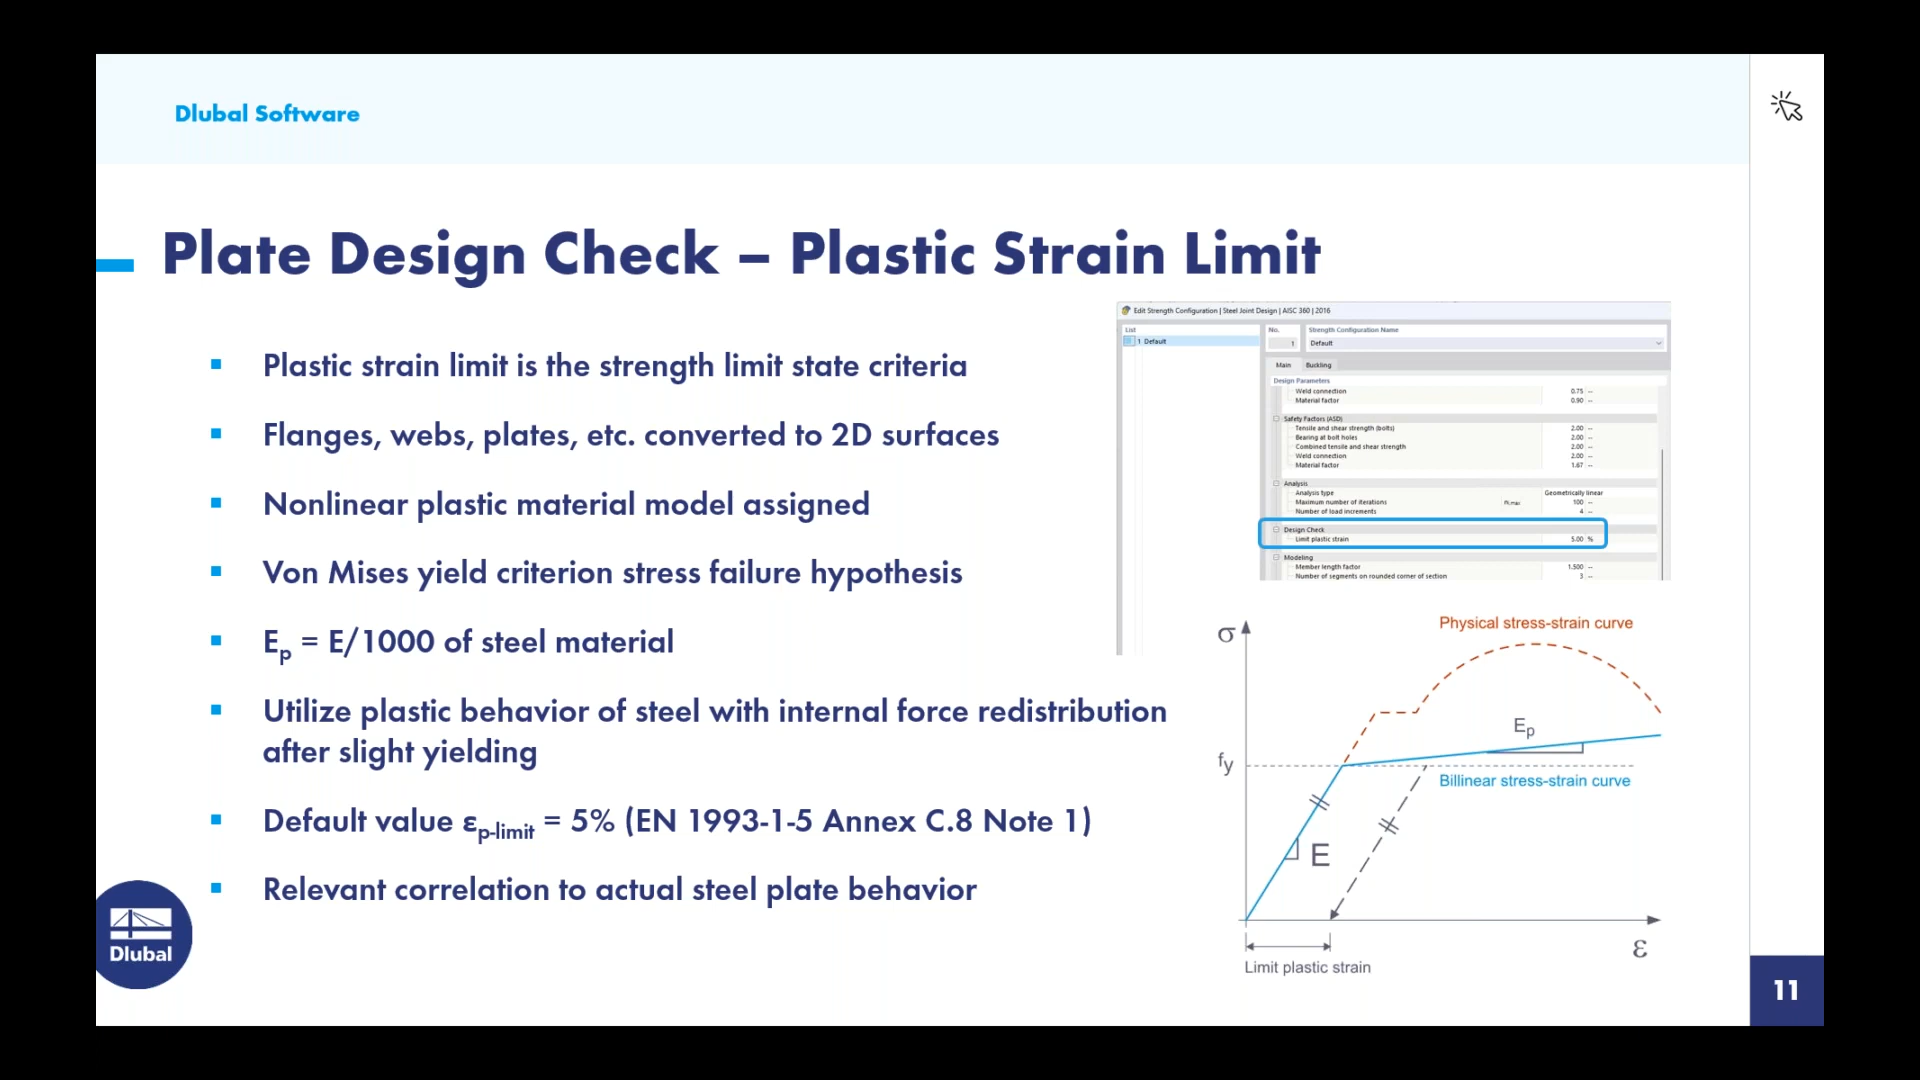 Dlubal Software
Plate Design Check – Plastic Strain Limit
Plastic strain limit is the strength limit state criteria
Flanges, webs, plates, etc. converted to 2D surfaces
Nonlinear plastic material model assigned
Von Mises yield criterion stress failure hypothesis
Ep = E/1000 of steel material
Utilize plastic behavior of steel with internal force redistribution
after slight yielding
Default value εp-limit = 5% (EN 1993-1-5 Annex C.8 Note 1)
Relevant correlation to actual steel plate behavior
Dlubal
Edit Strength Configuration | Steel Joint Design | AISC 360 | 2016
List
1 Default
No.
1
Strength Configuration Name
Default
Main Buckling
Design Parameters
Weld connection 0.75 --
Material factor 0.90 --
Safety Factors (ASD)
Tensile and shear strength (bolts) 2.00 --
Bearing at bolt holes 2.00 --
Combined tensile and shear strength 2.00 --
Weld connection 2.00 --
Material factor 1.67 --
Analysis
Analysis type Geometrically linear
Maximum number of iterations 100 --
Number of load increments 4 --
Design Check
Limit plastic strain 5.00 %
Modeling
Member length factor 1.500 --
Number of segments on rounded corner of section 3 --
σ
Physical stress-strain curve
Ep
fy
Billinear stress-strain curve
E
ε
Limit plastic strain
11